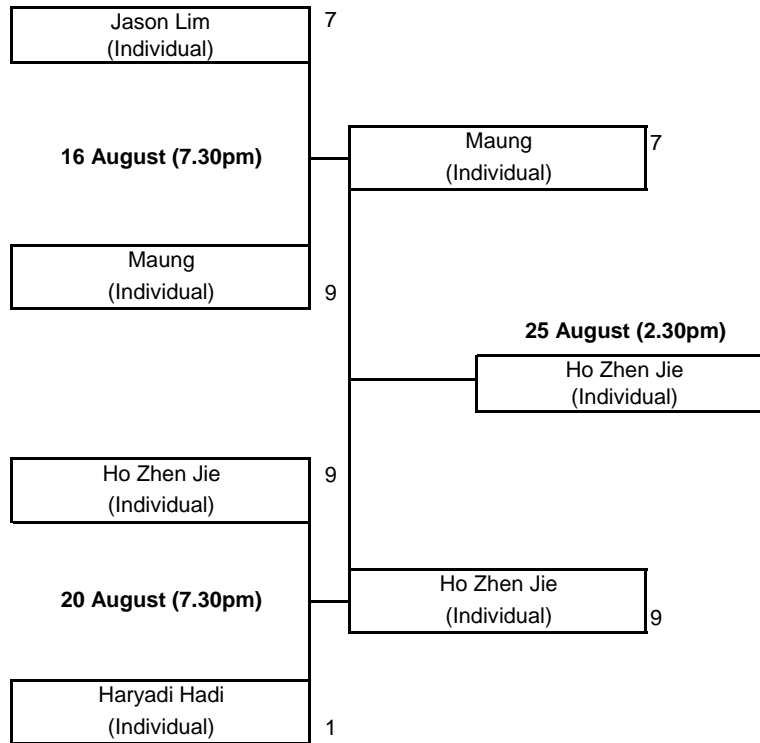 Jason Lim
(Individual)
7
16 August (7.30pm)
Maung
(Individual)
7
Maung
(Individual)
9
25 August (2.30pm)
Ho Zhen Jie
(Individual)
Ho Zhen Jie
(Individual)
9
20 August (7.30pm)
Ho Zhen Jie
(Individual)
9
Haryadi Hadi
(Individual)
1